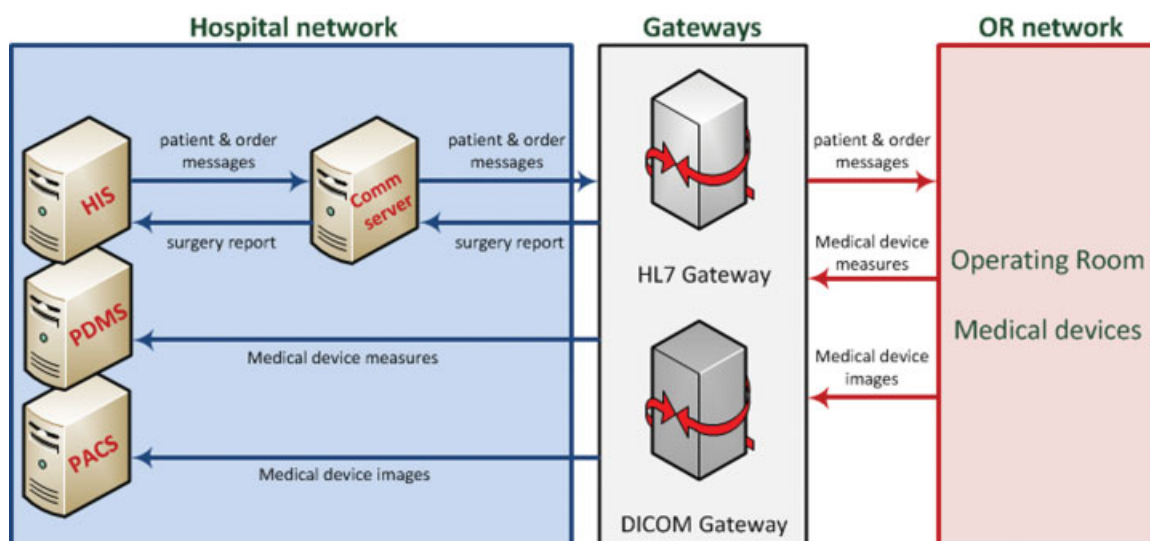 Hospital network
Gateways
OR network
patient & order
messages
patient & order
messages
patient & order
messages
HIS
Comm
server
surgery report
surgery report
Medical device
measures
HL7 Gateway
Operating Room
Medical devices
PDMS
Medical device measures
Medical device
images
PACS
Medical device images
DICOM Gateway